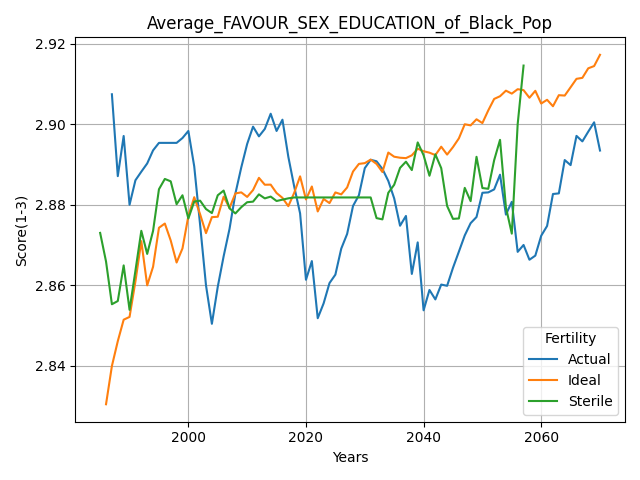 Average_FAVOUR_SEX_EDUCATION_of_Black_Pop
2.92
2.90
2.88
2.86
2.84
Score(1-3)
2000
2020
2040
2060
Years
Fertility
Actual
Ideal
Sterile